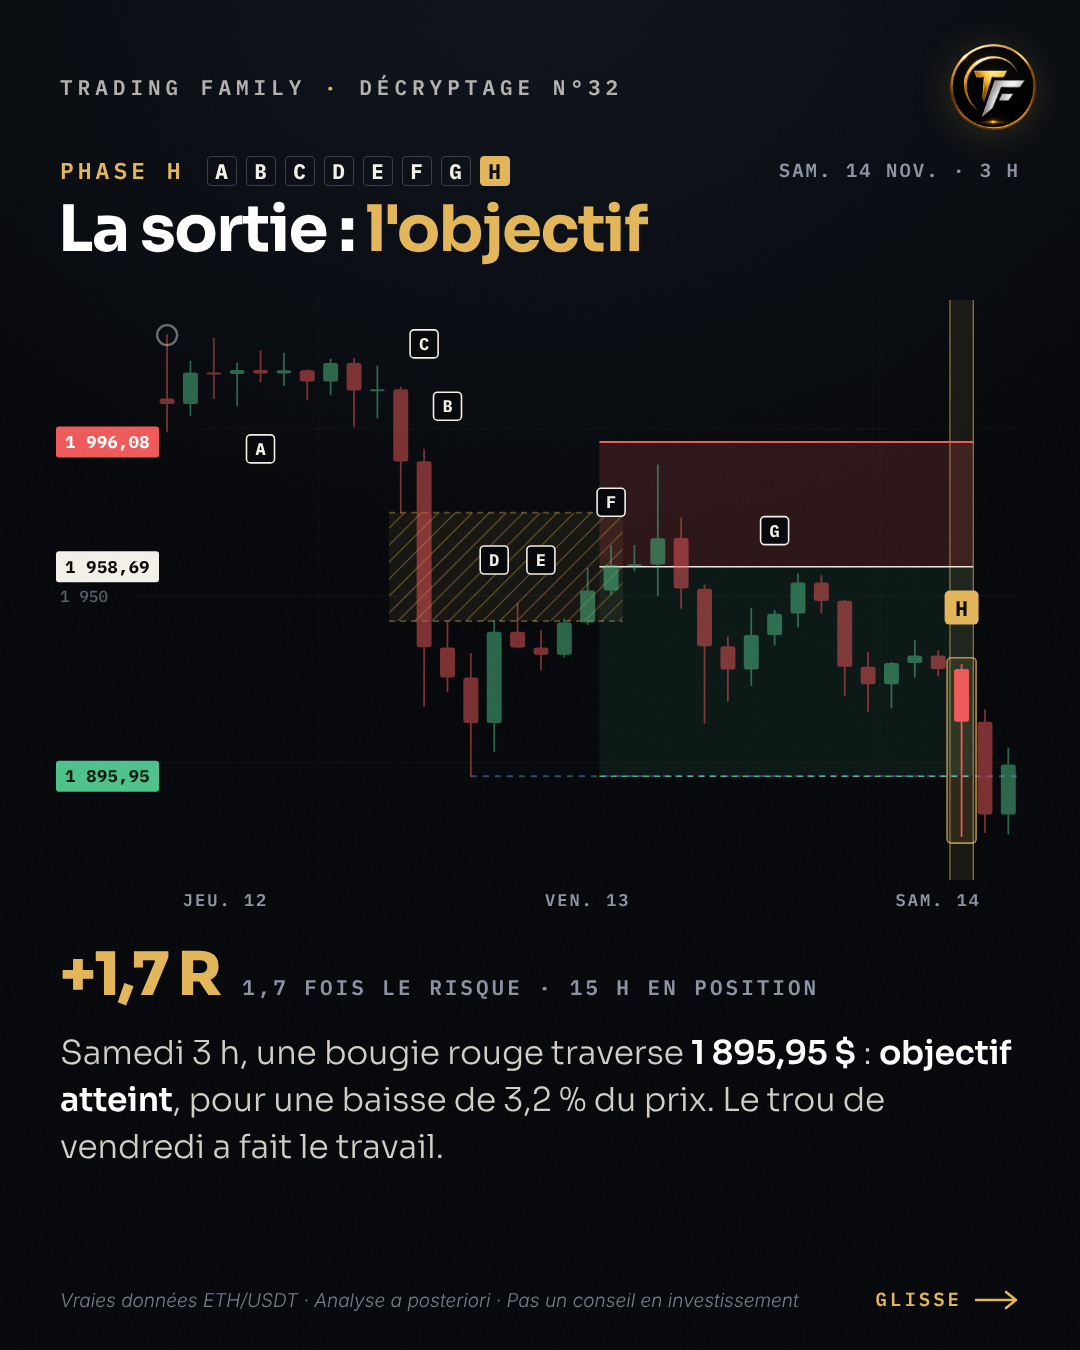 TRADING FAMILY · DÉCRYPTAGE N°32
TF
PHASE H A B C D E F G H
SAM. 14 NOV. · 3 H
La sortie : l'objectif
C
B
A
1 996,08
F
G
D E
1 958,69
1 950
H
1 895,95
JEU. 12 VEN. 13 SAM. 14
+1,7 R 1,7 FOIS LE RISQUE · 15 H EN POSITION
Samedi 3 h, une bougie rouge traverse 1 895,95 $ : objectif
atteint, pour une baisse de 3,2 % du prix. Le trou de
vendredi a fait le travail.
Vraies données ETH/USDT · Analyse a posteriori · Pas un conseil en investissement
GLISSE →